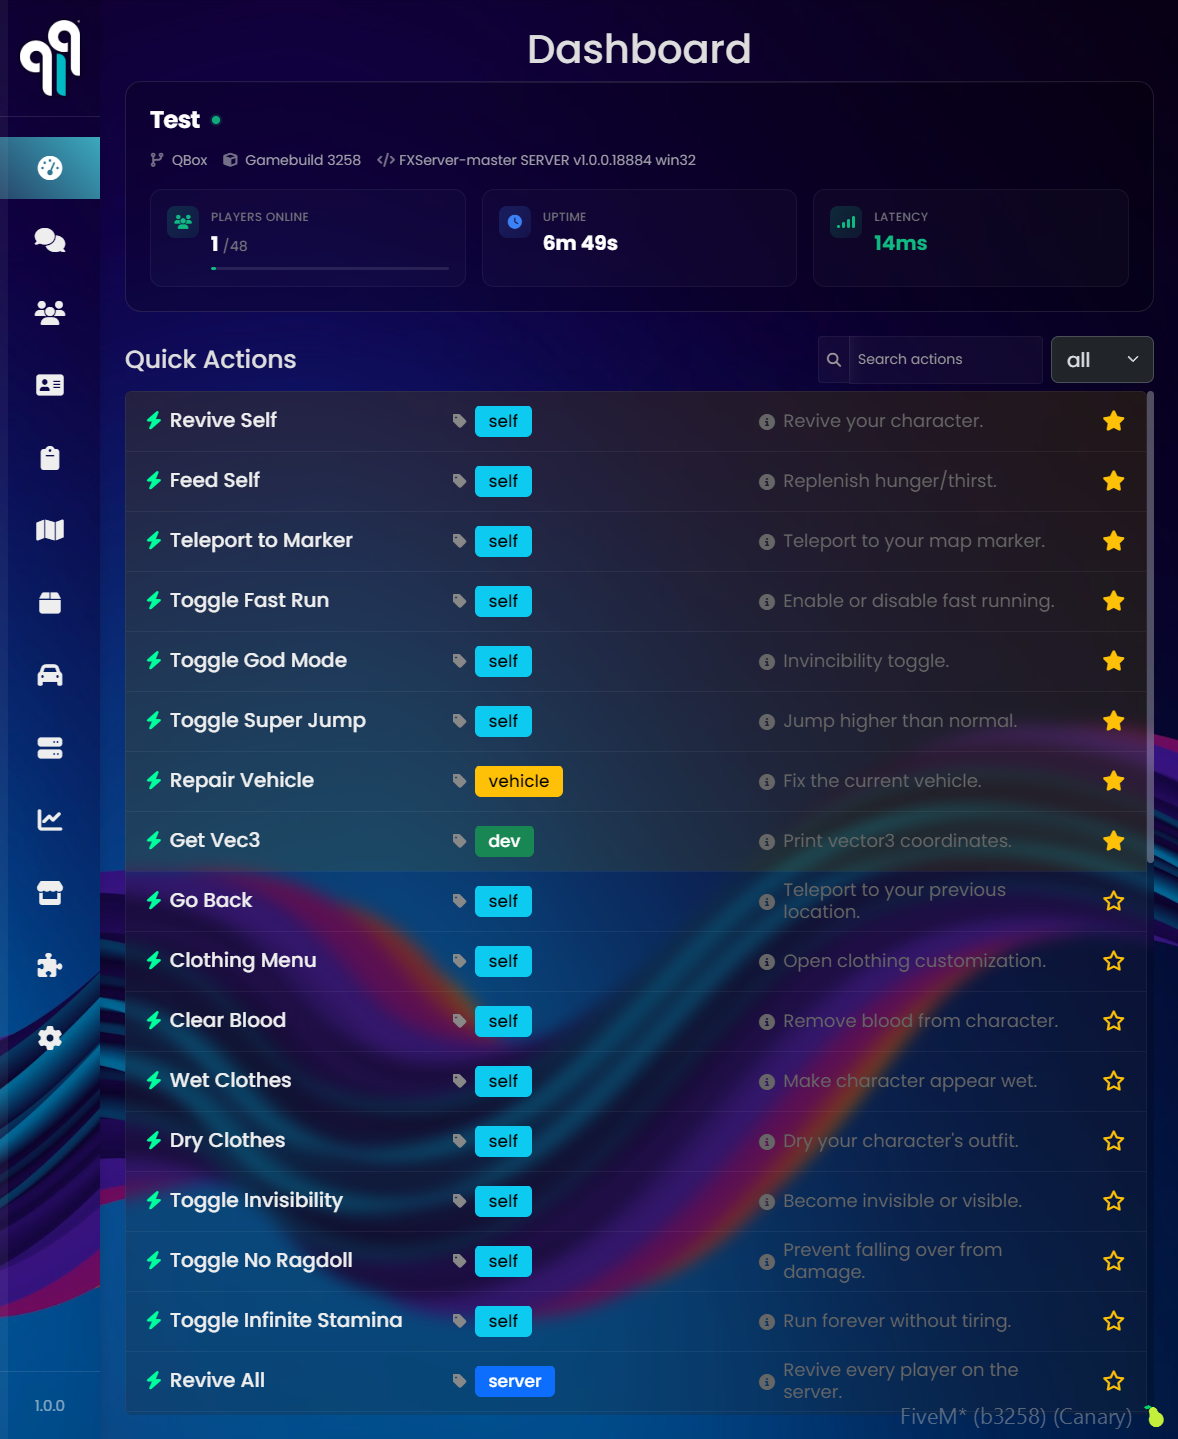 Dashboard
Test
QBox Gamebuild 3258 FXServer-master SERVER v1.0.0.18884 win32
PLAYERS ONLINE
1 /48
UPTIME
6m 49s
LATENCY
14ms
Quick Actions
Search actions
all
Revive Self self Revive your character.
Feed Self self Replenish hunger/thirst.
Teleport to Marker self Teleport to your map marker.
Toggle Fast Run self Enable or disable fast running.
Toggle God Mode self Invincibility toggle.
Toggle Super Jump self Jump higher than normal.
Repair Vehicle vehicle Fix the current vehicle.
Get Vec3 dev Print vector3 coordinates.
Go Back self Teleport to your previous
location.
Clothing Menu self Open clothing customization.
Clear Blood self Remove blood from character.
Wet Clothes self Make character appear wet.
Dry Clothes self Dry your character's outfit.
Toggle Invisibility self Become invisible or visible.
Toggle No Ragdoll self Prevent falling over from
damage.
Toggle Infinite Stamina self Run forever without tiring.
Revive All server Revive every player on the
server.
1.0.0
FiveM* (b3258) (Canary)